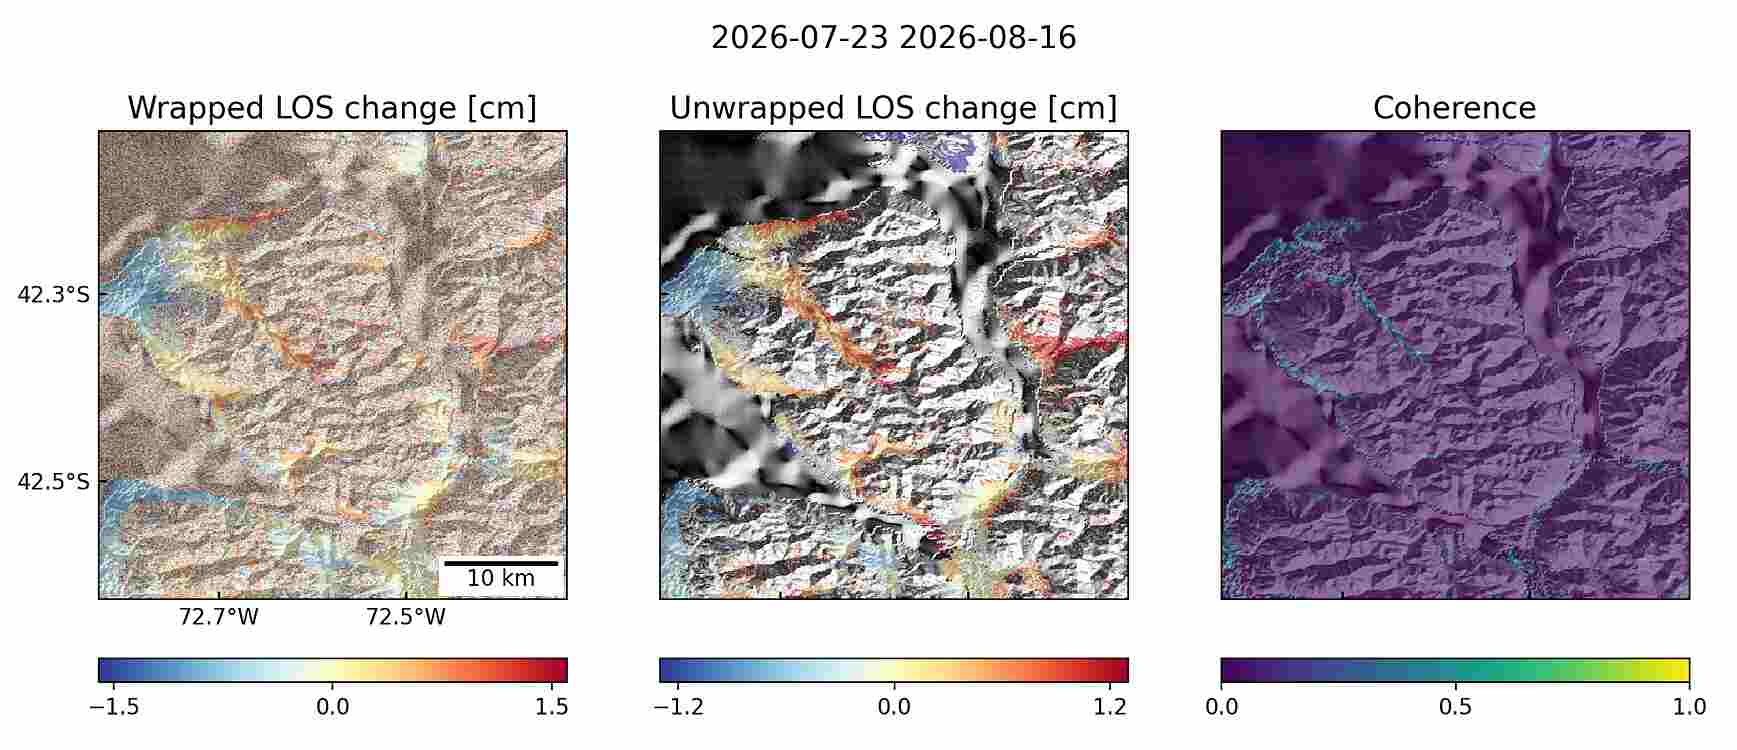 2026-07-23 2026-08-16
Wrapped LOS change [cm]
Unwrapped LOS change [cm]
Coherence
42.3°S
42.5°S
10 km
72.7°W
72.5°W
−1.5
0.0
1.5
−1.2
0.0
1.2
0.0
0.5
1.0